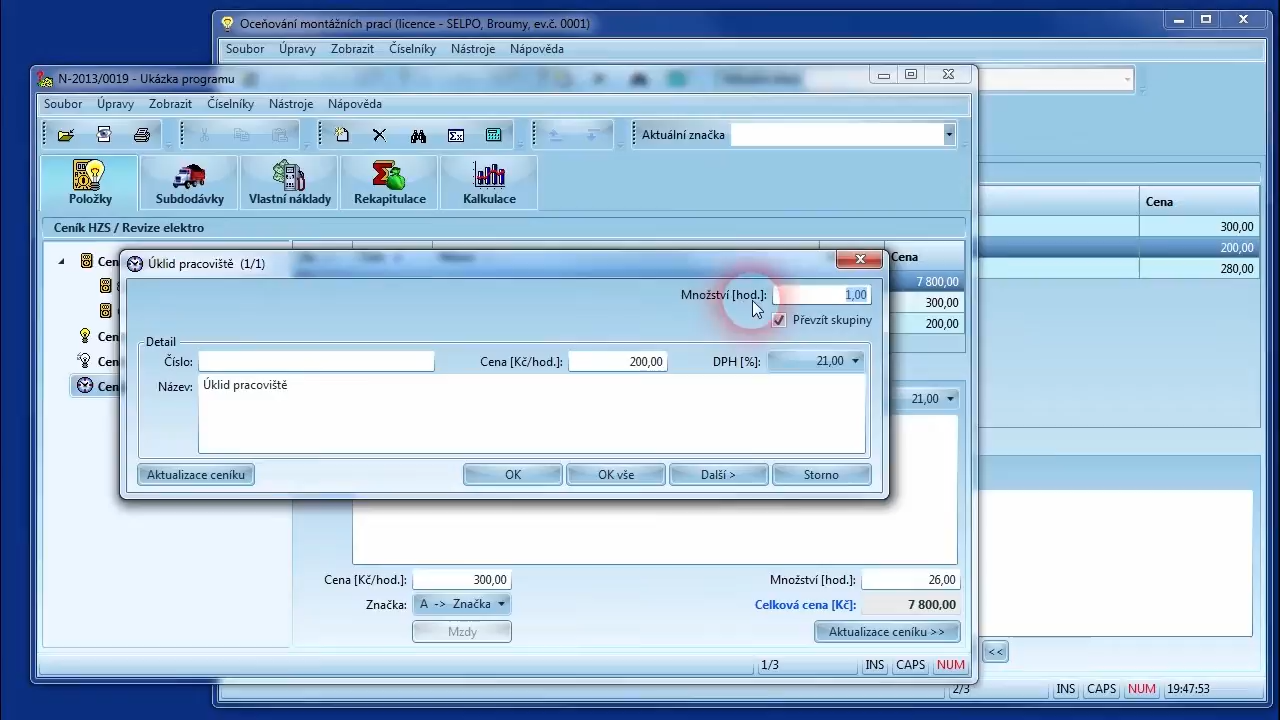 Oceňování montážních prací (licence - SELPO, Broumy, ev.č. 0001)
Soubor Úpravy Zobrazit Číselníky Nástroje Nápověda
N-2013/0019 - Ukázka programu
Soubor Úpravy Zobrazit Číselníky Nástroje Nápověda
Aktuální značka
Položky Subdodávky Vlastní náklady Rekapitulace Kalkulace
Ceník HZS / Revize elektro
Cena
300,00
200,00
280,00
Cena
7 800,00
300,00
200,00
Úklid pracoviště (1/1)
Množství [hod.]: 1,00
Převzít skupiny
Detail
Číslo: Cena [Kč/hod.]: 200,00 DPH [%]: 21,00
Název: Úklid pracoviště
Aktualizace ceníku OK OK vše Další > Storno
21,00
Cena [Kč/hod.]: 300,00 Množství [hod.]: 26,00
Značka: A -> Značka Celková cena [Kč]: 7 800,00
Mzdy Aktualizace ceníku >>
<<
1/3 INS CAPS NUM
2/3 INS CAPS NUM 19:47:53